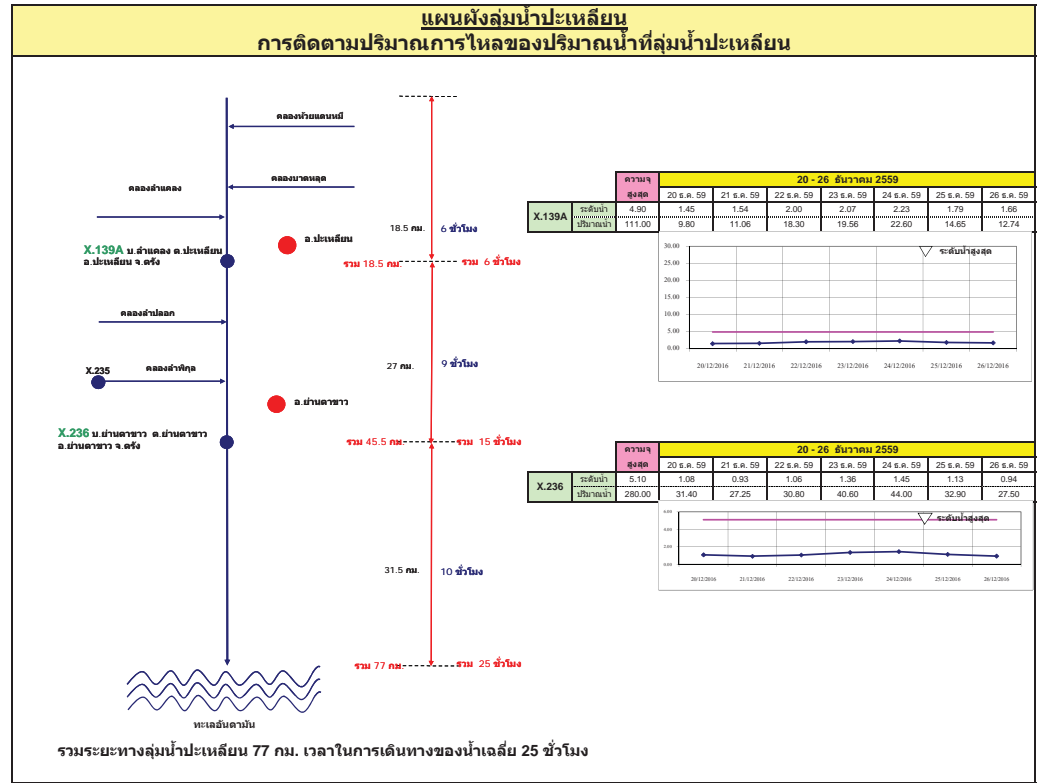 แผนผังลุ่มน้ำปะเหลียน
การติดตามปริมาณการไหลของปริมาณน้ำที่ลุ่มน้ำปะเหลียน
คลองห้วยแดนหมี
คลองบาดหลุด
คลองลำแคลง
18.5 กม.
6 ชั่วโมง
อ.ปะเหลียน
X.139A บ.ลำแคลง ต.ปะเหลียน
อ.ปะเหลียน จ.ตรัง
รวม 18.5 กม.
รวม 6 ชั่วโมง
คลองลำปลอก
27 กม.
9 ชั่วโมง
X.235
คลองลำพิกุล
อ.ย่านตาขาว
X.236 บ.ย่านตาขาว ต.ย่านตาขาว
อ.ย่านตาขาว จ.ตรัง
รวม 45.5 กม.
รวม 15 ชั่วโมง
31.5 กม.
10 ชั่วโมง
รวม 77 กม.
รวม 25 ชั่วโมง
ทะเลอันดามัน
รวมระยะทางลุ่มน้ำปะเหลียน 77 กม. เวลาในการเดินทางของน้ำเฉลี่ย 25 ชั่วโมง
ความจุ 20 - 26 ธันวาคม 2559
สูงสุด 20 ธ.ค. 59 21 ธ.ค. 59 22 ธ.ค. 59 23 ธ.ค. 59 24 ธ.ค. 59 25 ธ.ค. 59 26 ธ.ค. 59
X.139A
ระดับน้ำ 4.90 1.45 1.54 2.00 2.07 2.23 1.79 1.66
ปริมาณน้ำ 111.00 9.80 11.06 18.30 19.56 22.60 14.65 12.74
ระดับน้ำสูงสุด
30.00
25.00
20.00
15.00
10.00
5.00
0.00
20/12/2016 21/12/2016 22/12/2016 23/12/2016 24/12/2016 25/12/2016 26/12/2016
ความจุ 20 - 26 ธันวาคม 2559
สูงสุด 20 ธ.ค. 59 21 ธ.ค. 59 22 ธ.ค. 59 23 ธ.ค. 59 24 ธ.ค. 59 25 ธ.ค. 59 26 ธ.ค. 59
X.236
ระดับน้ำ 5.10 1.08 0.93 1.06 1.36 1.45 1.13 0.94
ปริมาณน้ำ 280.00 31.40 27.25 30.80 40.60 44.00 32.90 27.50
ระดับน้ำสูงสุด
6.00
4.00
2.00
0.00
20/12/2016 21/12/2016 22/12/2016 23/12/2016 24/12/2016 25/12/2016 26/12/2016